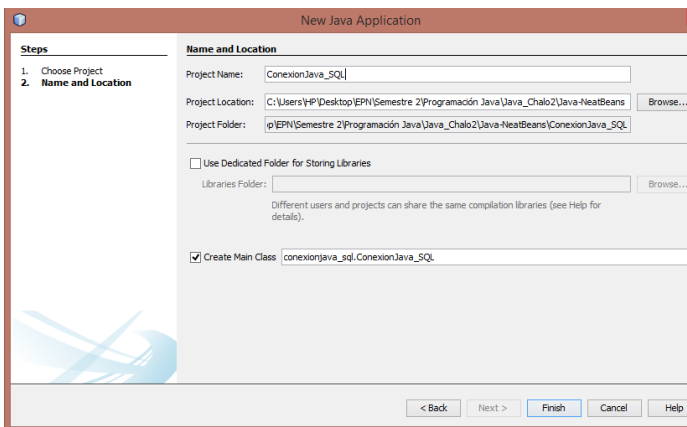 New Java Application
Steps
1. Choose Project
2. Name and Location
Name and Location
Project Name: ConexionJava_SQL
Project Location: C:\Users\HP\Desktop\EPN\Semestre 2\Programación Java\Java_Chalo2\Java-NeatBeans Browse...
Project Folder: ıp\EPN\Semestre 2\Programación Java\Java_Chalo2\Java-NeatBeans\ConexionJava_SQL
Use Dedicated Folder for Storing Libraries
Libraries Folder: Browse...
Different users and projects can share the same compilation libraries (see Help for
details).
Create Main Class conexionjava_sql.ConexionJava_SQL
< Back Next > Finish Cancel Help